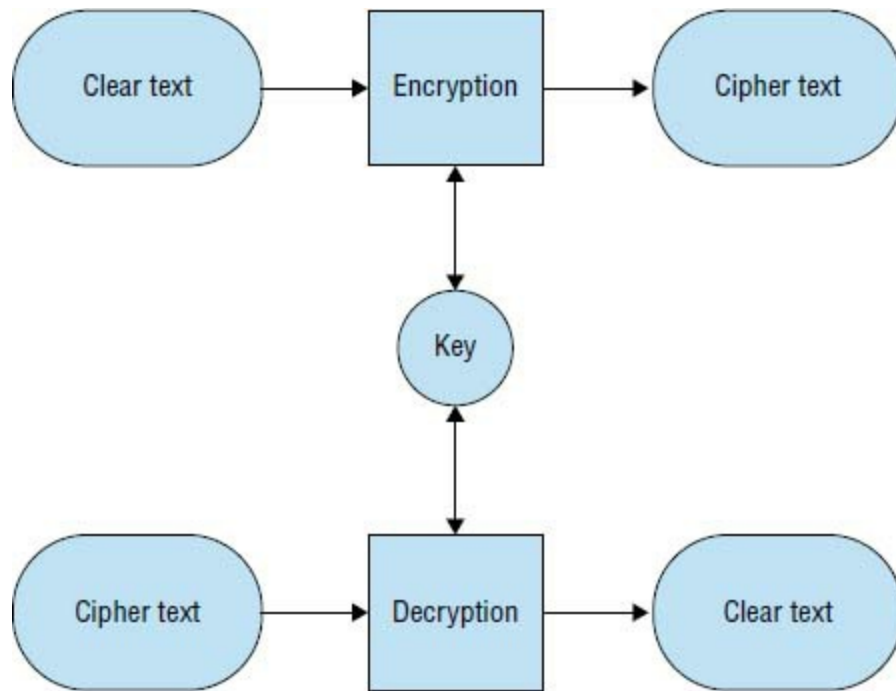 Clear text
Encryption
Cipher text
Key
Cipher text
Decryption
Clear text